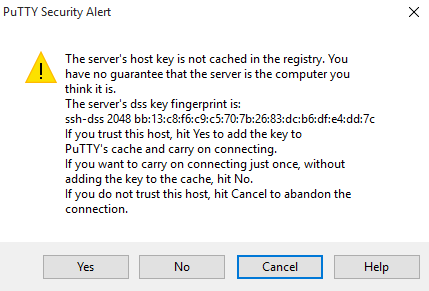 PuTTY Security Alert
The server's host key is not cached in the registry. You
have no guarantee that the server is the computer you
think it is.
The server's dss key fingerprint is:
ssh-dss 2048 bb:13:c8:f6:c9:c5:70:7b:26:83:dc:b6:df:e4:dd:7c
If you trust this host, hit Yes to add the key to
PuTTY's cache and carry on connecting.
If you want to carry on connecting just once, without
adding the key to the cache, hit No.
If you do not trust this host, hit Cancel to abandon the
connection.
Yes No Cancel Help